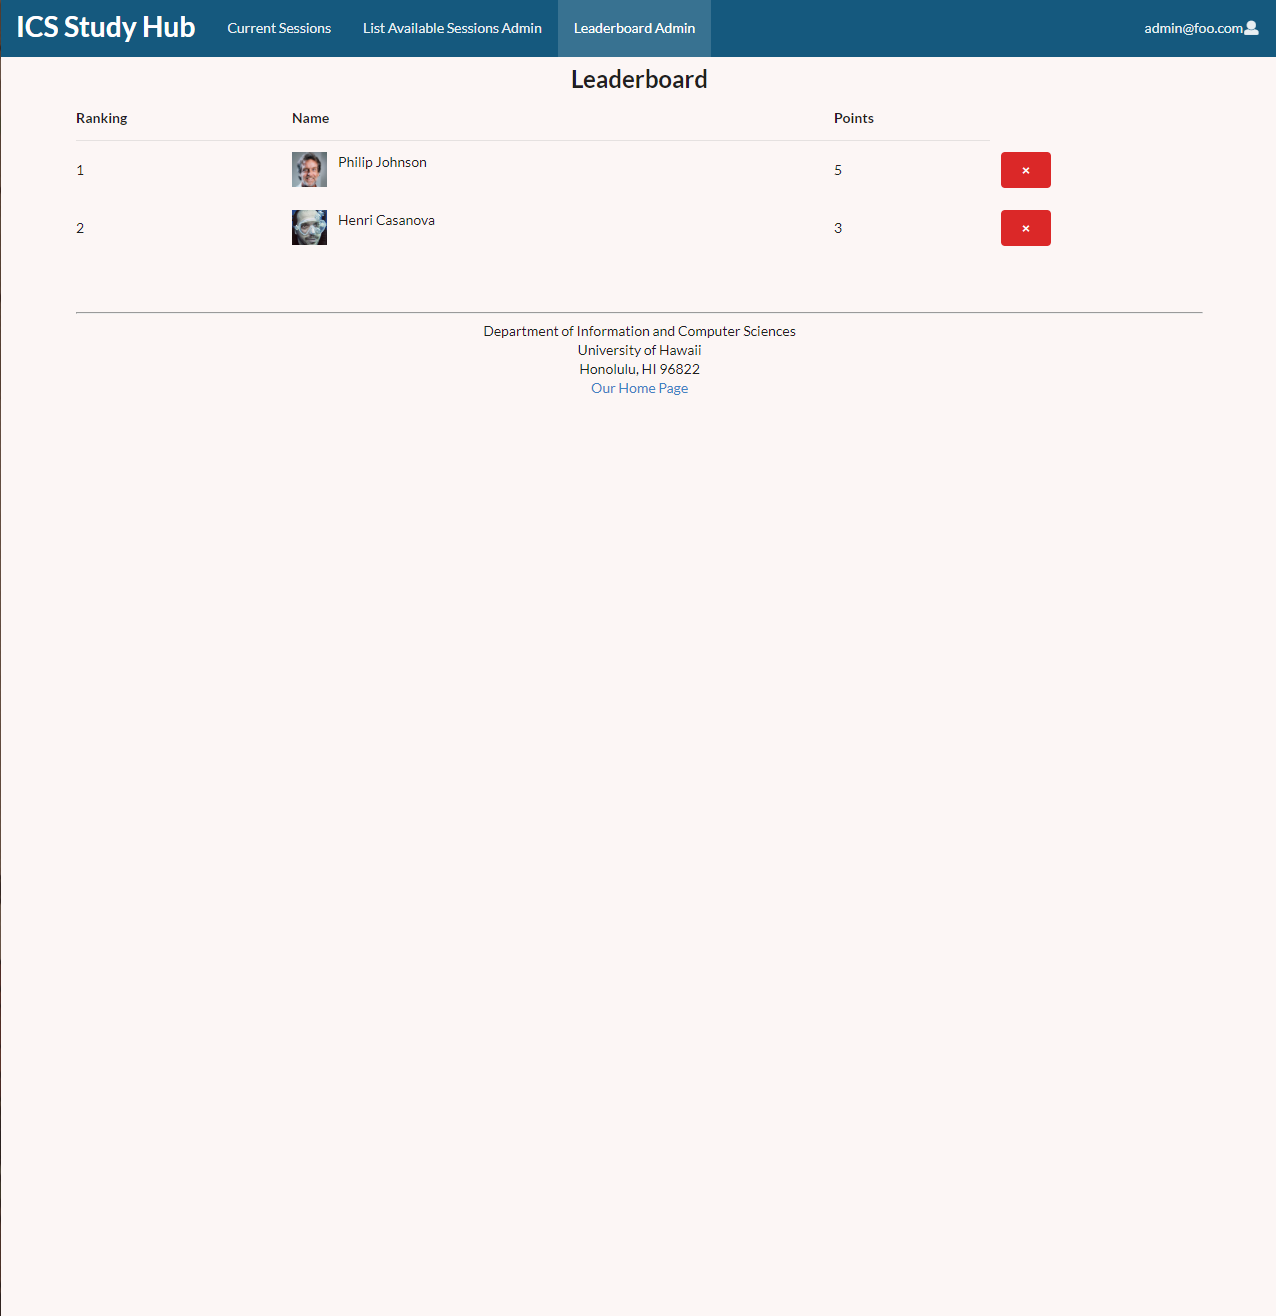 ICS Study Hub Current Sessions List Available Sessions Admin Leaderboard Admin admin@foo.com
Leaderboard
Ranking Name Points
1 Philip Johnson 5 ×
2 Henri Casanova 3 ×
Department of Information and Computer Sciences
University of Hawaii
Honolulu, HI 96822
Our Home Page